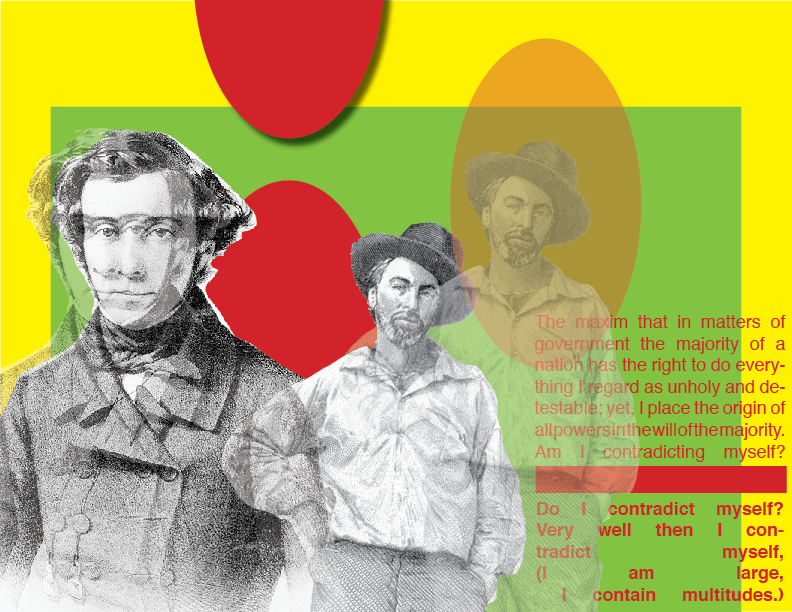 The maxim that in matters of
government the majority of a
nation has the right to do every-
thing I regard as unholy and de-
testable; yet, I place the origin of
allpowersinthewillofthemajority.
Am I contradicting myself?
Do I contradict myself?
Very well then I con-
tradict myself,
(I am large,
I contain multitudes.)